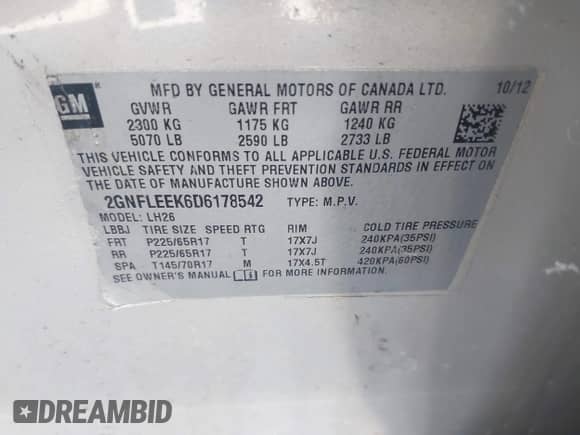 GM
MFD BY GENERAL MOTORS OF CANADA LTD. 10/12
GVWR GAWR FRT GAWR RR
2300 KG 1175 KG 1240 KG
5070 LB 2590 LB 2733 LB
THIS VEHICLE CONFORMS TO ALL APPLICABLE U.S. FEDERAL MOTOR
VEHICLE SAFETY AND THEFT PREVENTION STANDARDS IN EFFECT ON
THE DATE OF MANUFACTURE SHOWN ABOVE.
2GNFLEEK6D6178542 TYPE: M.P.V.
MODEL: LH26
LBBJ TIRE SIZE SPEED RTG RIM COLD TIRE PRESSURE
FRT P225/65R17 T 17X7J 240KPA(35PSI)
RR P225/65R17 T 17X7J 240KPA(35PSI)
SPA T145/70R17 M 17X4.5T 420KPA(60PSI)
SEE OWNER'S MANUAL FOR MORE INFORMATION.
DREAMBID